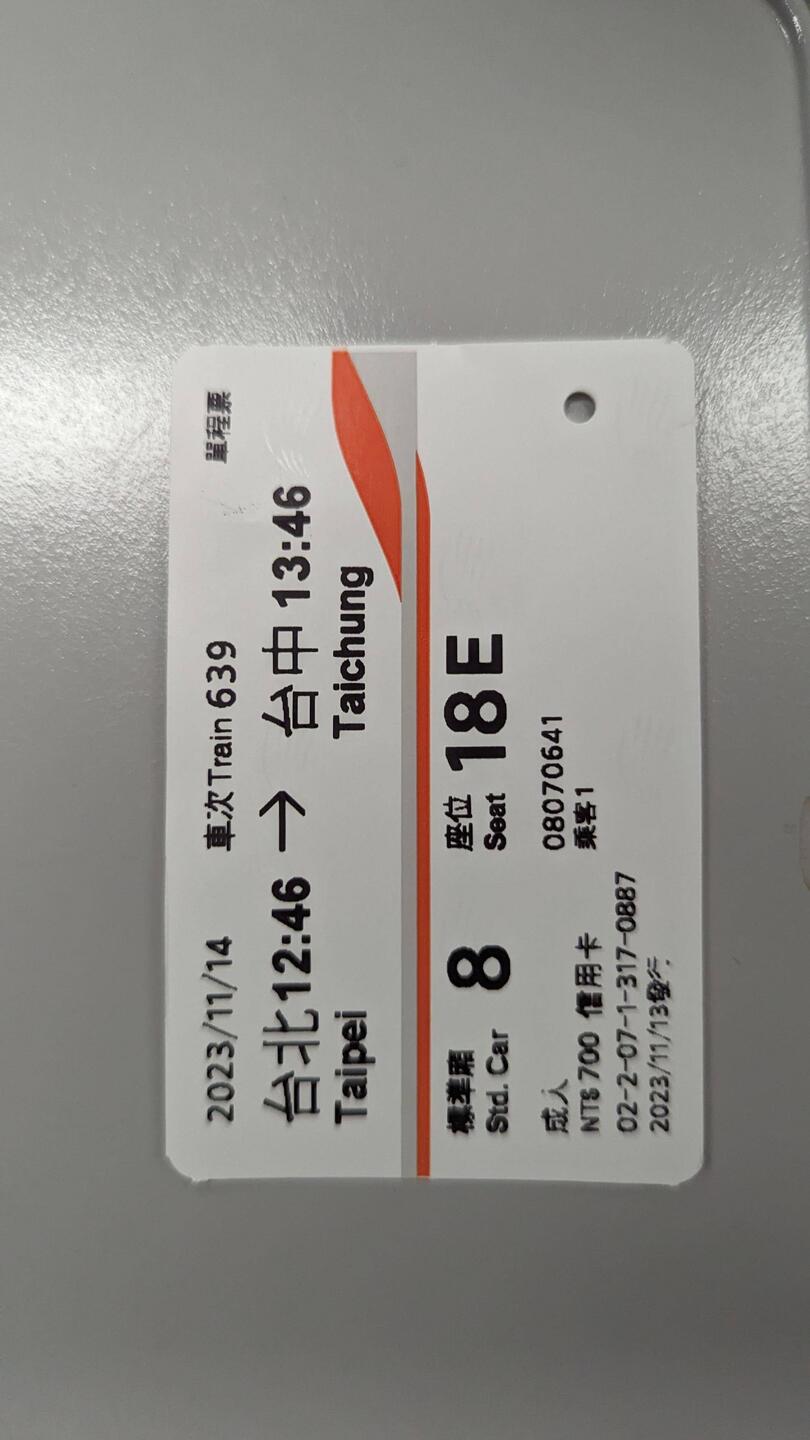 2023/11/14 車次Train 639 單程票
台北12:46 → 台中 13:46
Taipei Taichung
標準廂 8 座位 18E
Std. Car Seat
成人 08070641
NT$ 700 信用卡 乘客1
02-2-07-1-317-0887
2023/11/13發行